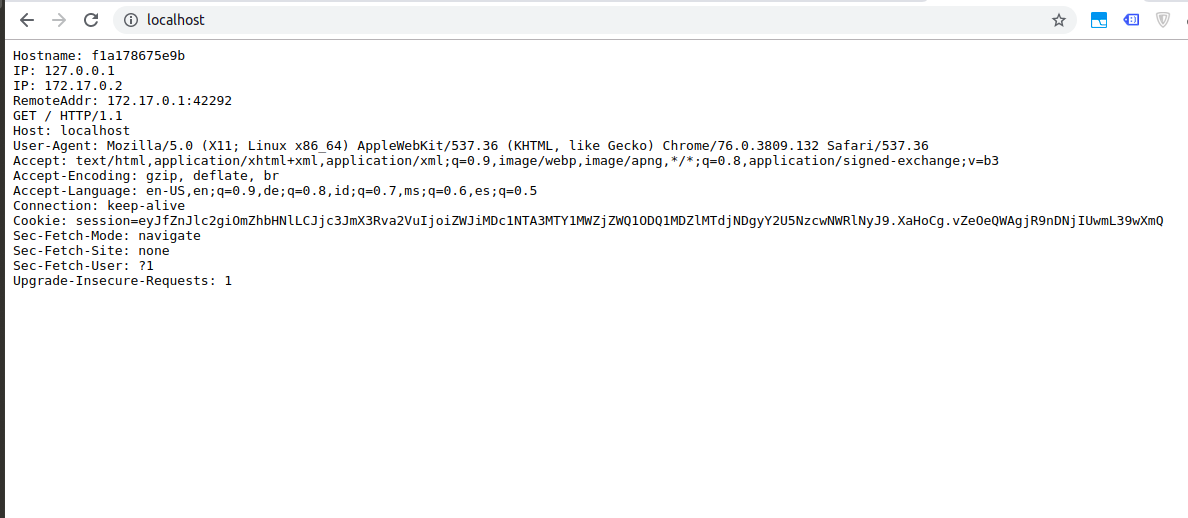 localhost
Hostname: f1a178675e9b
IP: 127.0.0.1
IP: 172.17.0.2
RemoteAddr: 172.17.0.1:42292
GET / HTTP/1.1
Host: localhost
User-Agent: Mozilla/5.0 (X11; Linux x86_64) AppleWebKit/537.36 (KHTML, like Gecko) Chrome/76.0.3809.132 Safari/537.36
Accept: text/html,application/xhtml+xml,application/xml;q=0.9,image/webp,image/apng,*/*;q=0.8,application/signed-exchange;v=b3
Accept-Encoding: gzip, deflate, br
Accept-Language: en-US,en;q=0.9,de;q=0.8,id;q=0.7,ms;q=0.6,es;q=0.5
Connection: keep-alive
Cookie: session=eyJfZnJlc2giOmZhbHNlLCJjc3JmX3Rva2VuIjoiZWJiMDc1NTA3MTY1MWZjZWQ1ODQ1MDZlMTdjNDgyY2U5NzcwNWRlNyJ9.XaHoCg.vZeOeQWAgjR9nDNjIUwmL39wXmQ
Sec-Fetch-Mode: navigate
Sec-Fetch-Site: none
Sec-Fetch-User: ?1
Upgrade-Insecure-Requests: 1